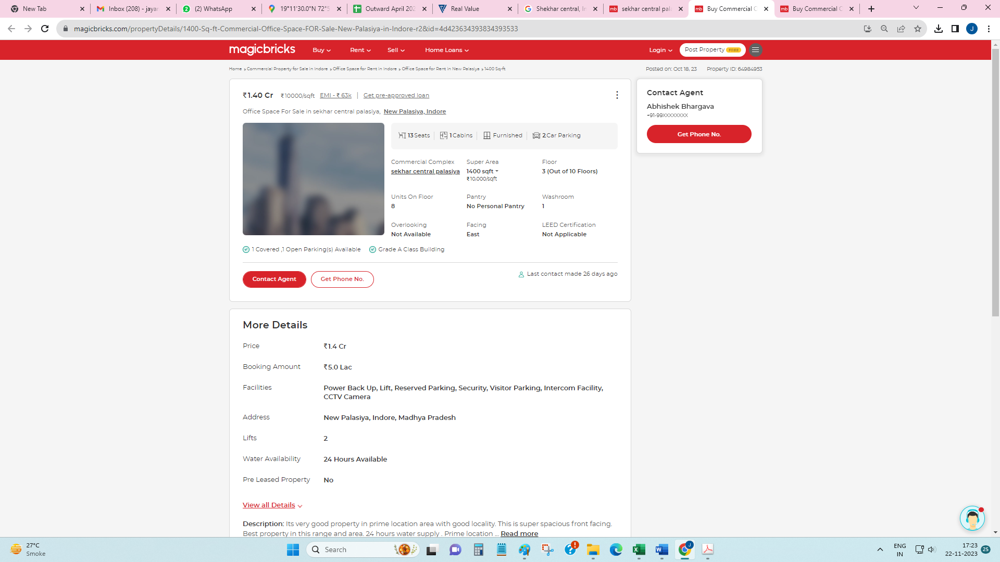 New Tab
Inbox (208) - jayar
(2) WhatsApp
19°11'30.0"N 72°5
Outward April 202
Real Value
Shekhar central, In
sekhar central pala
Buy Commercial C
Buy Commercial C
magicbricks.com/propertyDetails/1400-Sq-ft-Commercial-Office-Space-FOR-Sale-New-Palasiya-in-Indore-r2&id=4d423634393834393533
J
magicbricks
Buy
Rent
Sell
Home Loans
Login
Post Property FREE
Home
Commercial Property for Sale in Indore
Office Space for Rent in Indore
Office Space for Rent in New Palasiya
1400 Sq-ft
Posted on: Oct 18, 23
Property ID: 64984953
₹1.40 Cr ₹10000/sqft EMI - ₹ 63k | Get pre-approved loan
Office Space For Sale in sekhar central palasiya, New Palasiya, Indore
13 Seats
1 Cabins
Furnished
2 Car Parking
Commercial Complex
sekhar central palasiya
Super Area
1400 sqft
₹10,000/sqft
Floor
3 (Out of 10 Floors)
Units On Floor
8
Pantry
No Personal Pantry
Washroom
1
Overlooking
Not Available
Facing
East
LEED Certification
Not Applicable
1 Covered ,1 Open Parking(s) Available
Grade A Class Building
Contact Agent
Get Phone No.
Last contact made 26 days ago
Contact Agent
Abhishek Bhargava
+91-99XXXXXXXX
Get Phone No.
More Details
Price ₹1.4 Cr
Booking Amount ₹5.0 Lac
Facilities Power Back Up, Lift, Reserved Parking, Security, Visitor Parking, Intercom Facility,
CCTV Camera
Address New Palasiya, Indore, Madhya Pradesh
Lifts 2
Water Availability 24 Hours Available
Pre Leased Property No
View all Details
Description: Its very good property in prime location area with good locality. This is super spacious front facing.
Best property in this range and area. 24 hours water supply . Prime location ... Read more
27°C
Smoke
Search
ENG
IN
17:23
22-11-2023
25